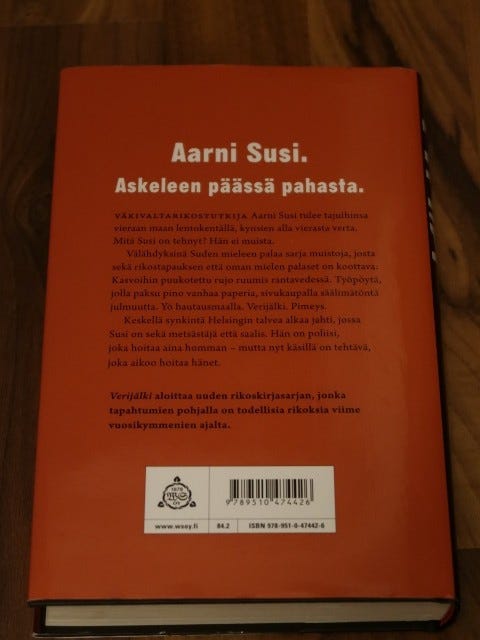 Aarni Susi.
Askeleen päässä pahasta.
VÄKIVALTARIKOSTUTKIJA Aarni Susi tulee tajuihinsa
vieraan maan lentokentällä, kynsien alla vierasta verta.
Mitä Susi on tehnyt? Hän ei muista.
Välähdyksinä Suden mieleen palaa sarja muistoja, josta
sekä rikostapauksen että oman mielen palaset on koottava:
Kasvoihin puukotettu rujo ruumis rantavedessä. Työpöytä,
jolla paksu pino vanhaa paperia, sivukaupalla säälimätöntä
julmuutta. Yö hautausmaalla. Verijälki. Pimeys.
Keskellä synkintä Helsingin talvea alkaa jahti, jossa
Susi on sekä metsästäjä että saalis. Hän on poliisi,
joka hoitaa aina homman – mutta nyt käsillä on tehtävä,
joka aikoo hoitaa hänet.
Verijälki aloittaa uuden rikoskirjasarjan, jonka
tapahtumien pohjalla on todellisia rikoksia viime
vuosikymmenien ajalta.
1878
WS
OY
9789510474426
www.wsoy.fi 84.2 ISBN 978-951-0-47442-6